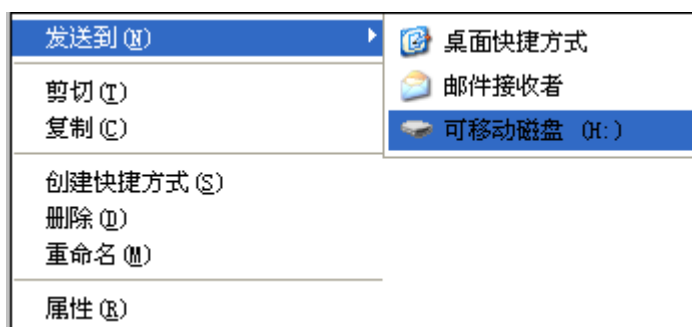 发送到(N)
剪切(T)
复制(C)
创建快捷方式(S)
删除(D)
重命名(M)
属性(R)
桌面快捷方式
邮件接收者
可移动磁盘 (H:)